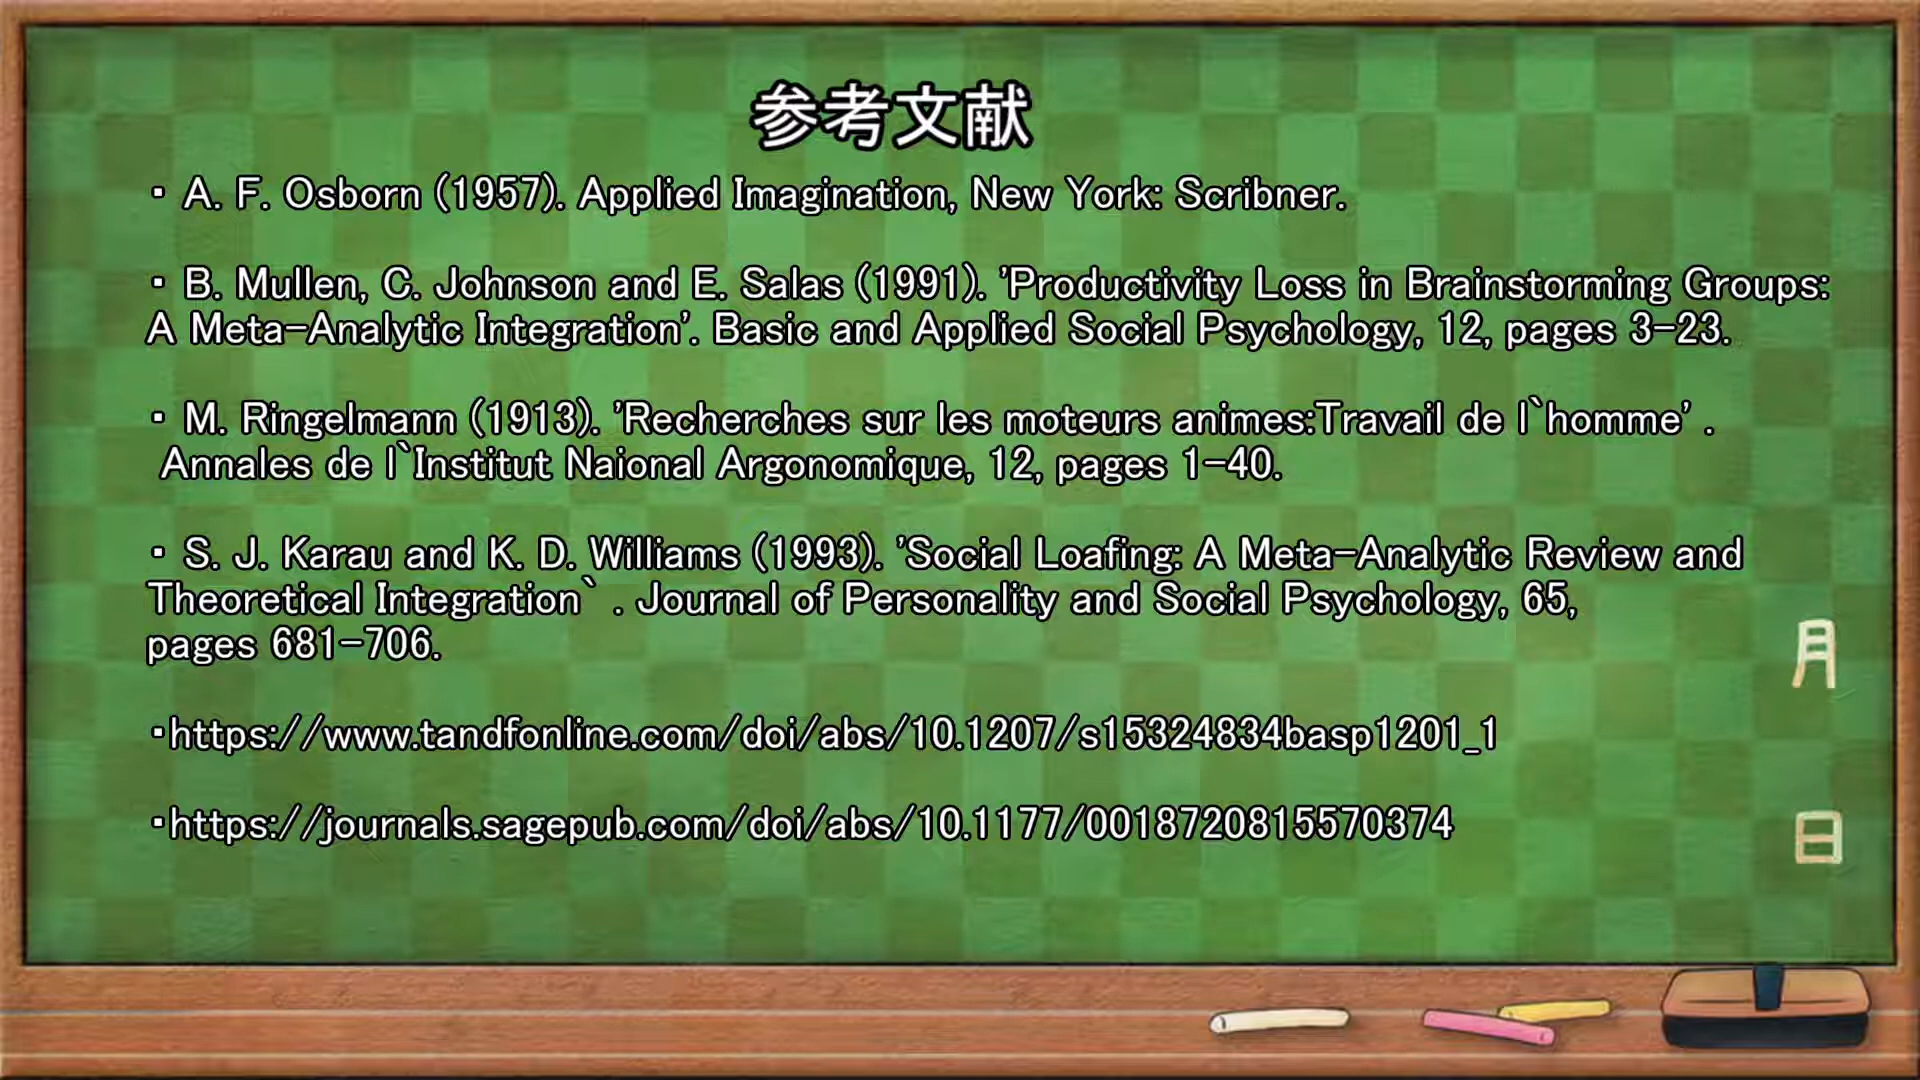 参考文献
・ A. F. Osborn (1957). Applied Imagination, New York: Scribner.
・ B. Mullen, C. Johnson and E. Salas (1991). 'Productivity Loss in Brainstorming Groups:
A Meta-Analytic Integration'. Basic and Applied Social Psychology, 12, pages 3-23.
・ M. Ringelmann (1913). 'Recherches sur les moteurs animes:Travail de l`homme' .
Annales de l`Institut Naional Argonomique, 12, pages 1-40.
・ S. J. Karau and K. D. Williams (1993). 'Social Loafing: A Meta-Analytic Review and
Theoretical Integration` . Journal of Personality and Social Psychology, 65,
pages 681-706.
・https://www.tandfonline.com/doi/abs/10.1207/s15324834basp1201_1
・https://journals.sagepub.com/doi/abs/10.1177/0018720815570374
月
日